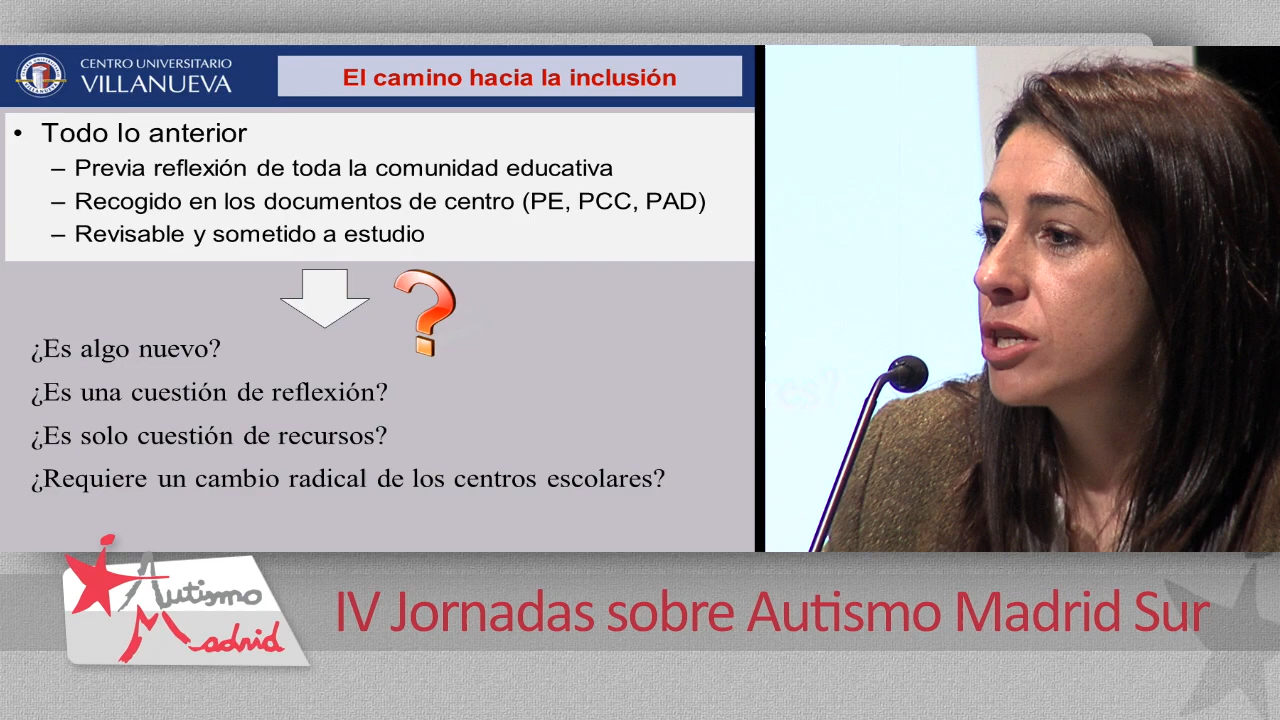 CENTRO UNIVERSITARIO
VILLANUEVA
El camino hacia la inclusión
• Todo lo anterior
– Previa reflexión de toda la comunidad educativa
– Recogido en los documentos de centro (PE, PCC, PAD)
– Revisable y sometido a estudio
¿Es algo nuevo?
¿Es una cuestión de reflexión?
¿Es solo cuestión de recursos?
¿Requiere un cambio radical de los centros escolares?
res?
Autismo
Madrid
IV Jornadas sobre Autismo Madrid Sur